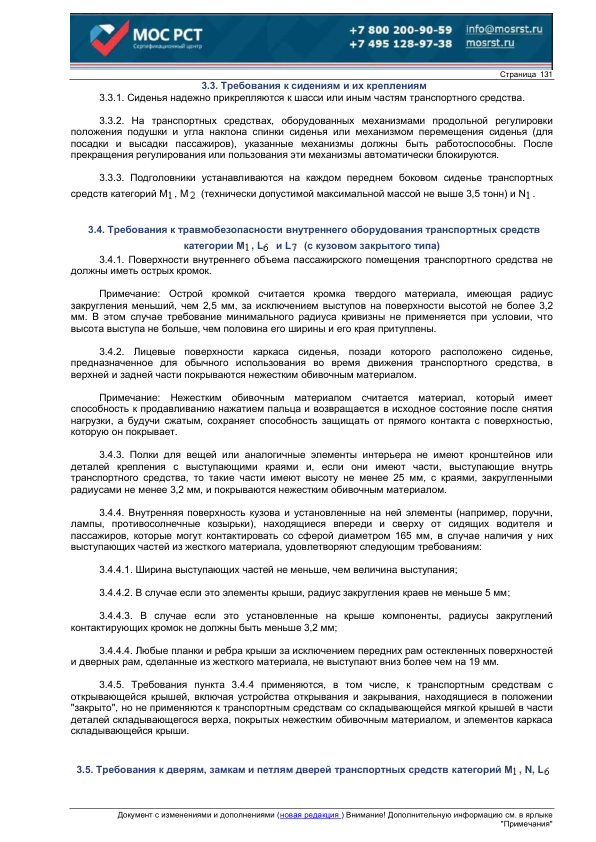 МОС РСТ
Сертификационный центр
+7 800 200-90-59
+7 495 128-97-38
info@mosrst.ru
mosrst.ru
Страница 131
3.3. Требования к сидениям и их креплениям
3.3.1. Сиденья надежно прикрепляются к шасси или иным частям транспортного средства.
3.3.2. На транспортных средствах, оборудованных механизмами продольной регулировки
положения подушки и угла наклона спинки сиденья или механизмом перемещения сиденья (для
посадки и высадки пассажиров), указанные механизмы должны быть работоспособны. После
прекращения регулирования или пользования эти механизмы автоматически блокируются.
3.3.3. Подголовники устанавливаются на каждом переднем боковом сиденье транспортных
средств категорий M1 , M2 (технически допустимой максимальной массой не выше 3,5 тонн) и N1 .
3.4. Требования к травмобезопасности внутреннего оборудования транспортных средств
категории M1 , L6 и L7 (с кузовом закрытого типа)
3.4.1. Поверхности внутреннего объема пассажирского помещения транспортного средства не
должны иметь острых кромок.
Примечание: Острой кромкой считается кромка твердого материала, имеющая радиус
закругления меньший, чем 2,5 мм, за исключением выступов на поверхности высотой не более 3,2
мм. В этом случае требование минимального радиуса кривизны не применяется при условии, что
высота выступа не больше, чем половина его ширины и его края притуплены.
3.4.2. Лицевые поверхности каркаса сиденья, позади которого расположено сиденье,
предназначенное для обычного использования во время движения транспортного средства, в
верхней и задней части покрываются нежестким обивочным материалом.
Примечание: Нежестким обивочным материалом считается материал, который имеет
способность к продавливанию нажатием пальца и возвращается в исходное состояние после снятия
нагрузки, а будучи сжатым, сохраняет способность защищать от прямого контакта с поверхностью,
которую он покрывает.
3.4.3. Полки для вещей или аналогичные элементы интерьера не имеют кронштейнов или
деталей крепления с выступающими краями и, если они имеют части, выступающие внутрь
транспортного средства, то такие части имеют высоту не менее 25 мм, с краями, закругленными
радиусами не менее 3,2 мм, и покрываются нежестким обивочным материалом.
3.4.4. Внутренняя поверхность кузова и установленные на ней элементы (например, поручни,
лампы, противосолнечные козырьки), находящиеся впереди и сверху от сидящих водителя и
пассажиров, которые могут контактировать со сферой диаметром 165 мм, в случае наличия у них
выступающих частей из жесткого материала, удовлетворяют следующим требованиям:
3.4.4.1. Ширина выступающих частей не меньше, чем величина выступания;
3.4.4.2. В случае если это элементы крыши, радиус закругления краев не меньше 5 мм;
3.4.4.3. В случае если это установленные на крыше компоненты, радиусы закруглений
контактирующих кромок не должны быть меньше 3,2 мм;
3.4.4.4. Любые планки и ребра крыши за исключением передних рам остекленных поверхностей
и дверных рам, сделанные из жесткого материала, не выступают вниз более чем на 19 мм.
3.4.5. Требования пункта 3.4.4 применяются, в том числе, к транспортным средствам с
открывающейся крышей, включая устройства открывания и закрывания, находящиеся в положении
"закрыто", но не применяются к транспортным средствам со складывающейся мягкой крышей в части
деталей складывающегося верха, покрытых нежестким обивочным материалом, и элементов каркаса
складывающейся крыши.
3.5. Требования к дверям, замкам и петлям дверей транспортных средств категорий M1 , N, L6
Документ с изменениями и дополнениями (новая редакция ) Внимание! Дополнительную информацию см. в ярлыке
"Примечания"